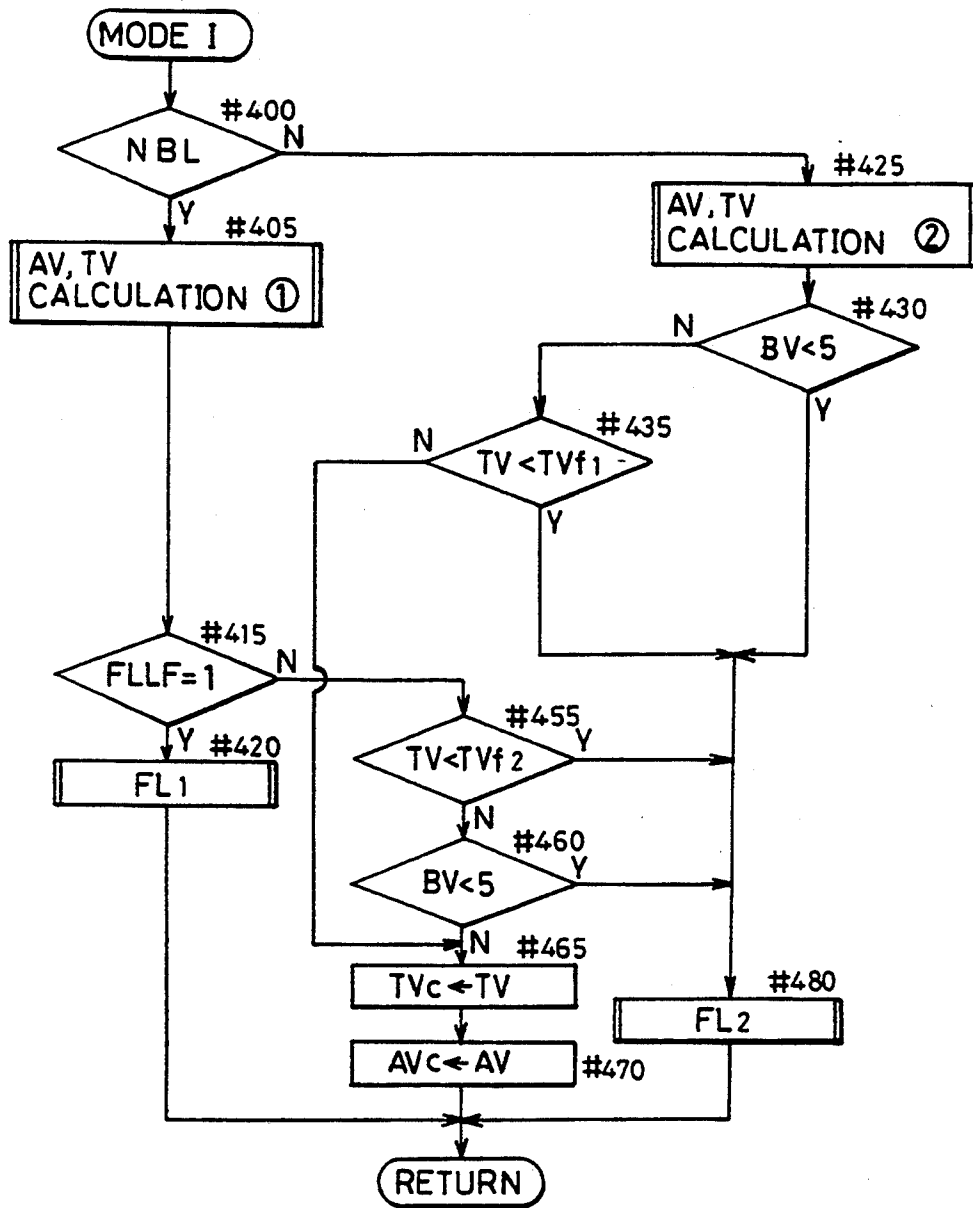 MODE I
#400
NBL
N
Y
#405
AV, TV
CALCULATION ①
#425
AV, TV
CALCULATION ②
#430
BV<5
N
Y
#435
TV<TVf1
N
Y
#415
FLLF=1
N
Y
#420
FL1
#455
TV<TVf2
Y
N
#460
BV<5
Y
N
#465
TVc←TV
#470
AVc←AV
#480
FL2
RETURN